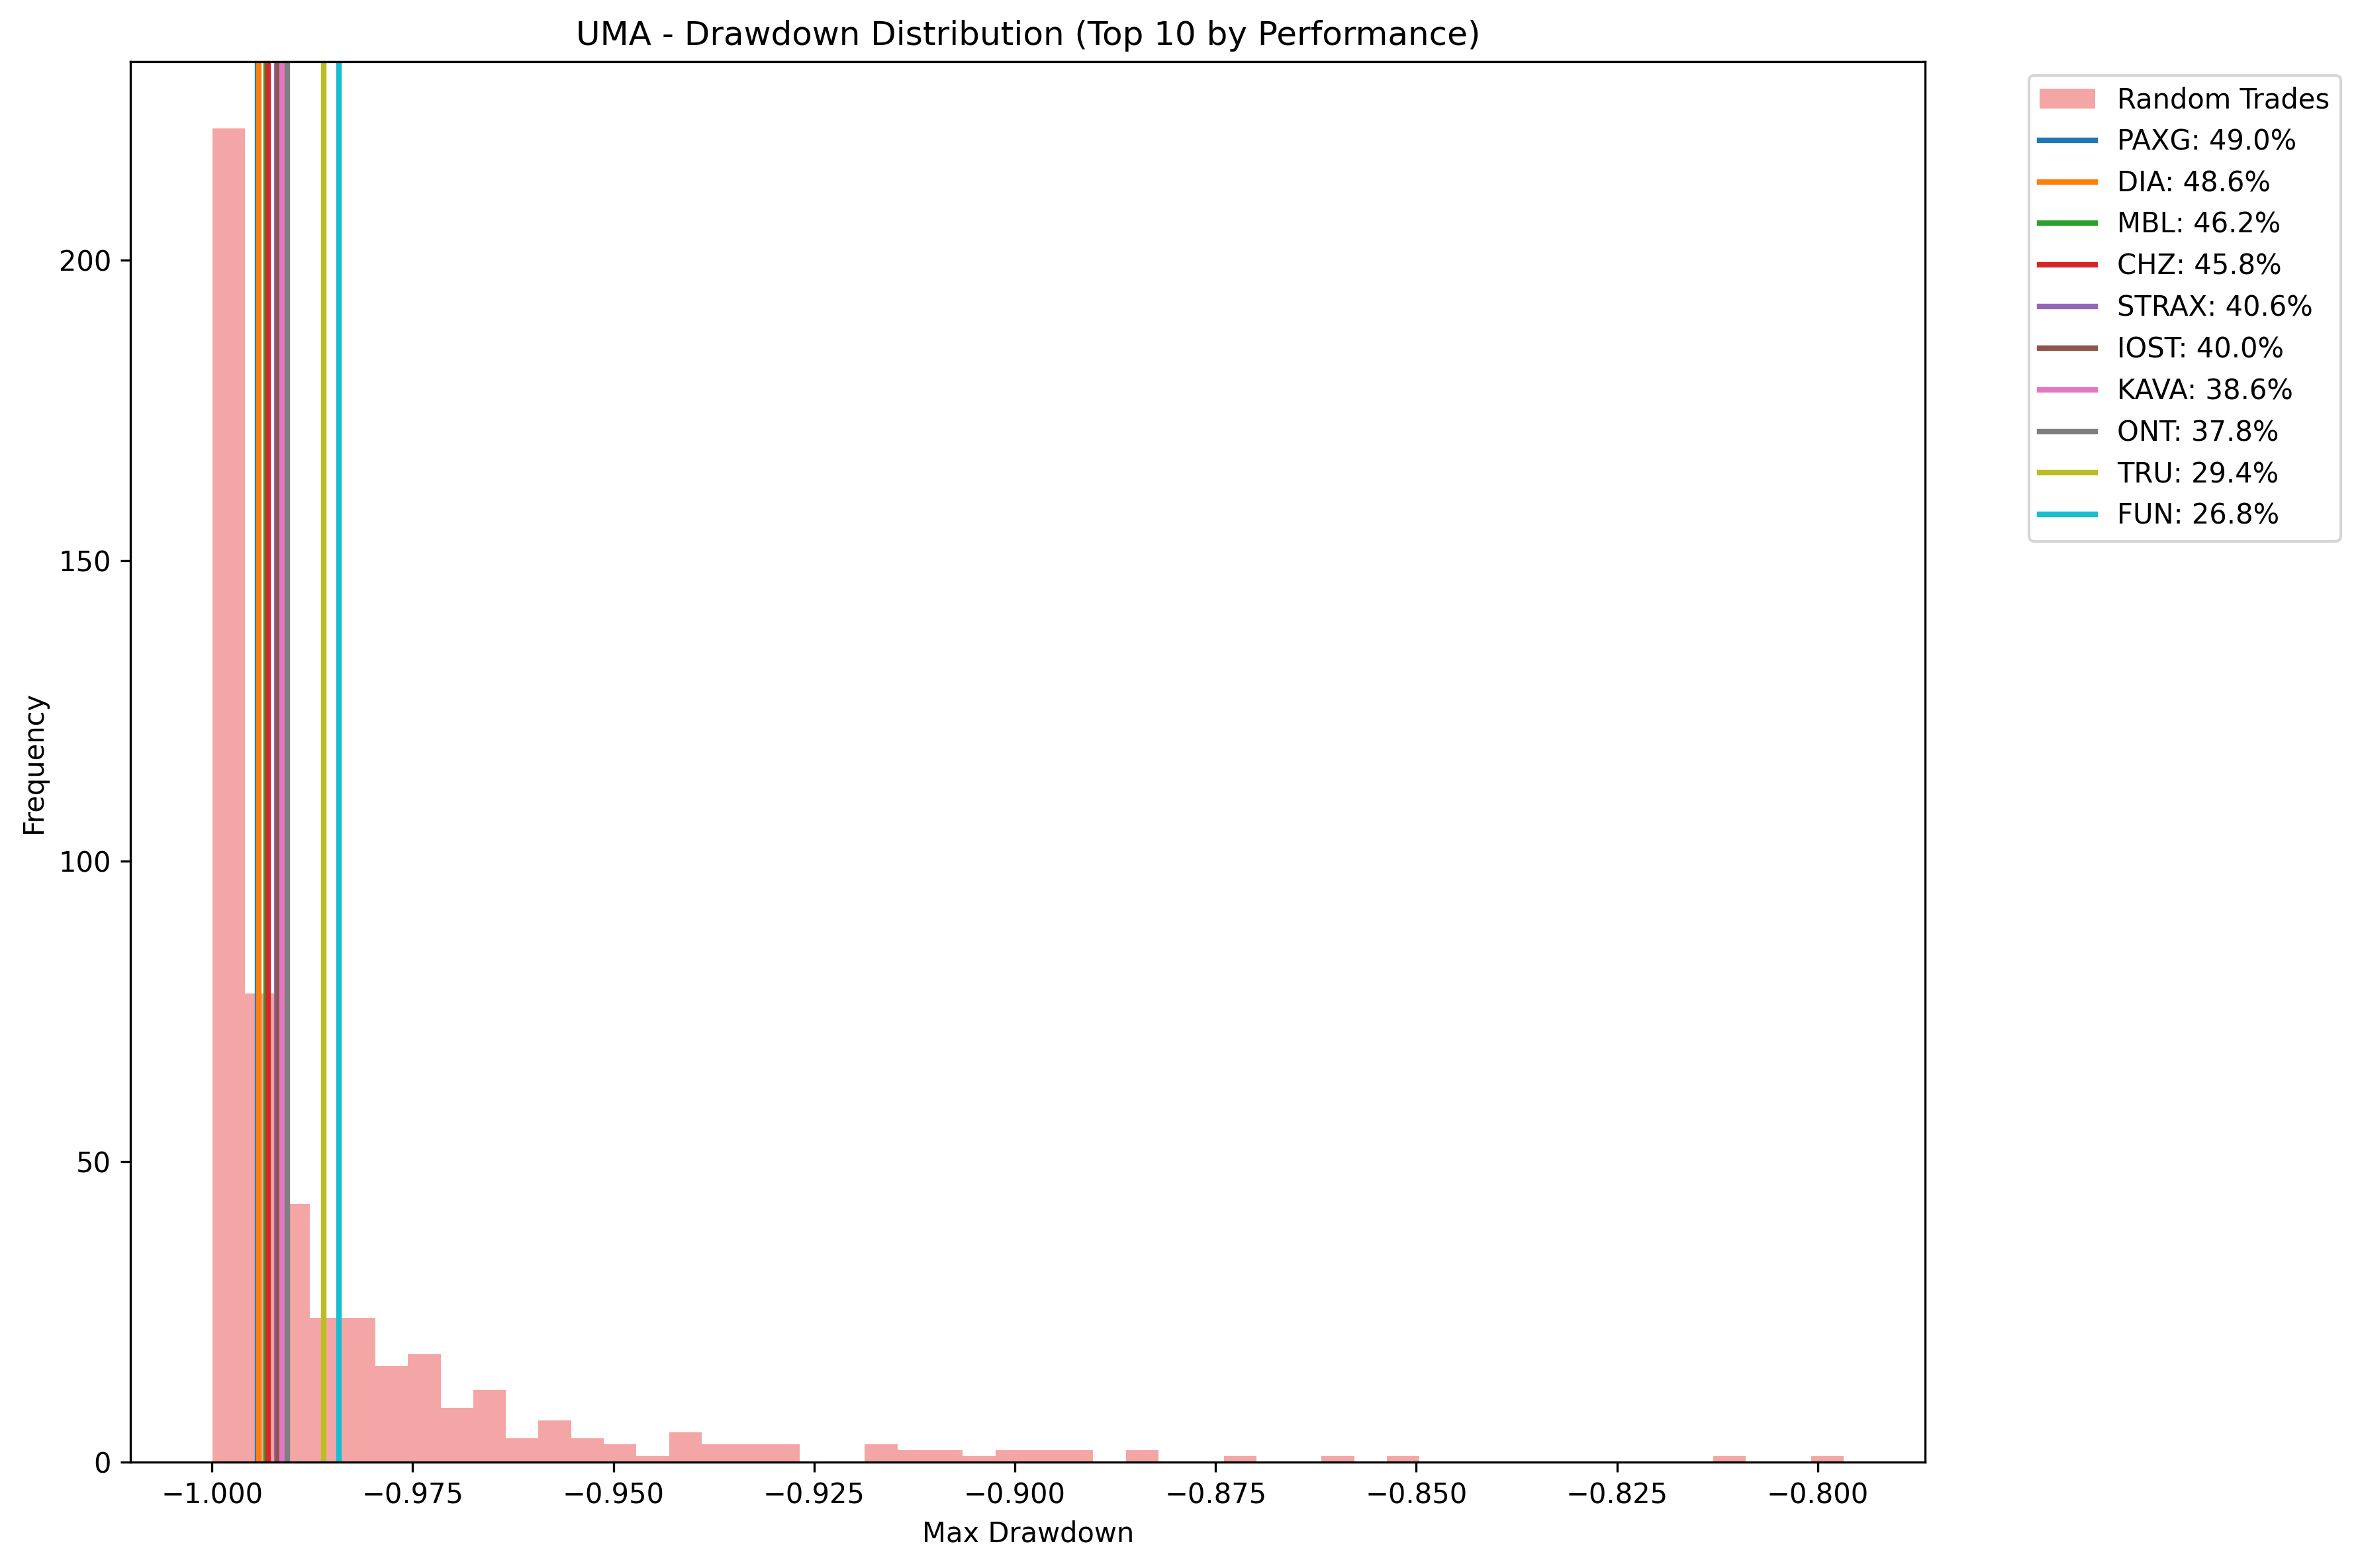 UMA - Drawdown Distribution (Top 10 by Performance)
Random Trades
PAXG: 49.0%
DIA: 48.6%
MBL: 46.2%
CHZ: 45.8%
STRAX: 40.6%
IOST: 40.0%
KAVA: 38.6%
ONT: 37.8%
TRU: 29.4%
FUN: 26.8%
Frequency
200
150
100
50
0
−1.000 −0.975 −0.950 −0.925 −0.900 −0.875 −0.850 −0.825 −0.800
Max Drawdown